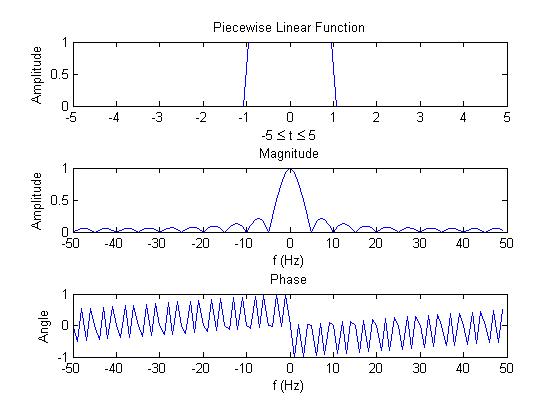 Piecewise Linear Function
Amplitude
1
0.5
0
-5 -4 -3 -2 -1 0 1 2 3 4 5
-5 ≤ t ≤ 5
Magnitude
Amplitude
1
0.5
0
-50 -40 -30 -20 -10 0 10 20 30 40 50
f (Hz)
Phase
Angle
1
0
-1
-50 -40 -30 -20 -10 0 10 20 30 40 50
f (Hz)